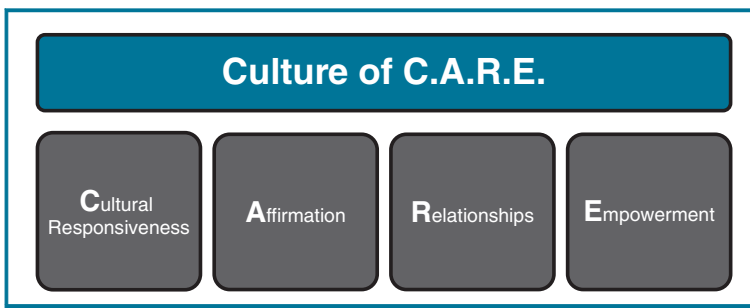 Culture of C.A.R.E.
Cultural
Responsiveness
Affirmation
Relationships
Empowerment